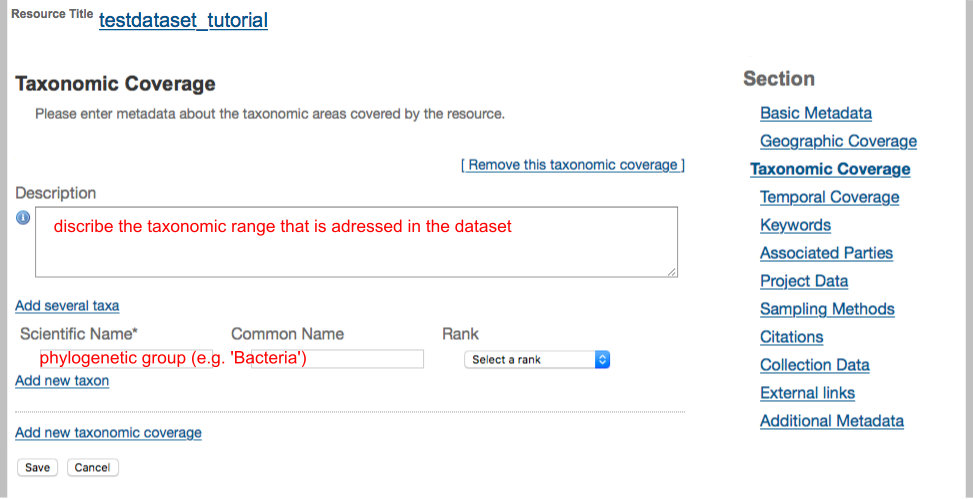 Resource Title testdataset_tutorial
Taxonomic Coverage
Please enter metadata about the taxonomic areas covered by the resource.
[ Remove this taxonomic coverage ]
Description
discribe the taxonomic range that is adressed in the dataset
Add several taxa
Scientific Name* Common Name Rank
phylogenetic group (e.g. 'Bacteria') Select a rank
Add new taxon
Add new taxonomic coverage
Save Cancel
Section
Basic Metadata
Geographic Coverage
Taxonomic Coverage
Temporal Coverage
Keywords
Associated Parties
Project Data
Sampling Methods
Citations
Collection Data
External links
Additional Metadata